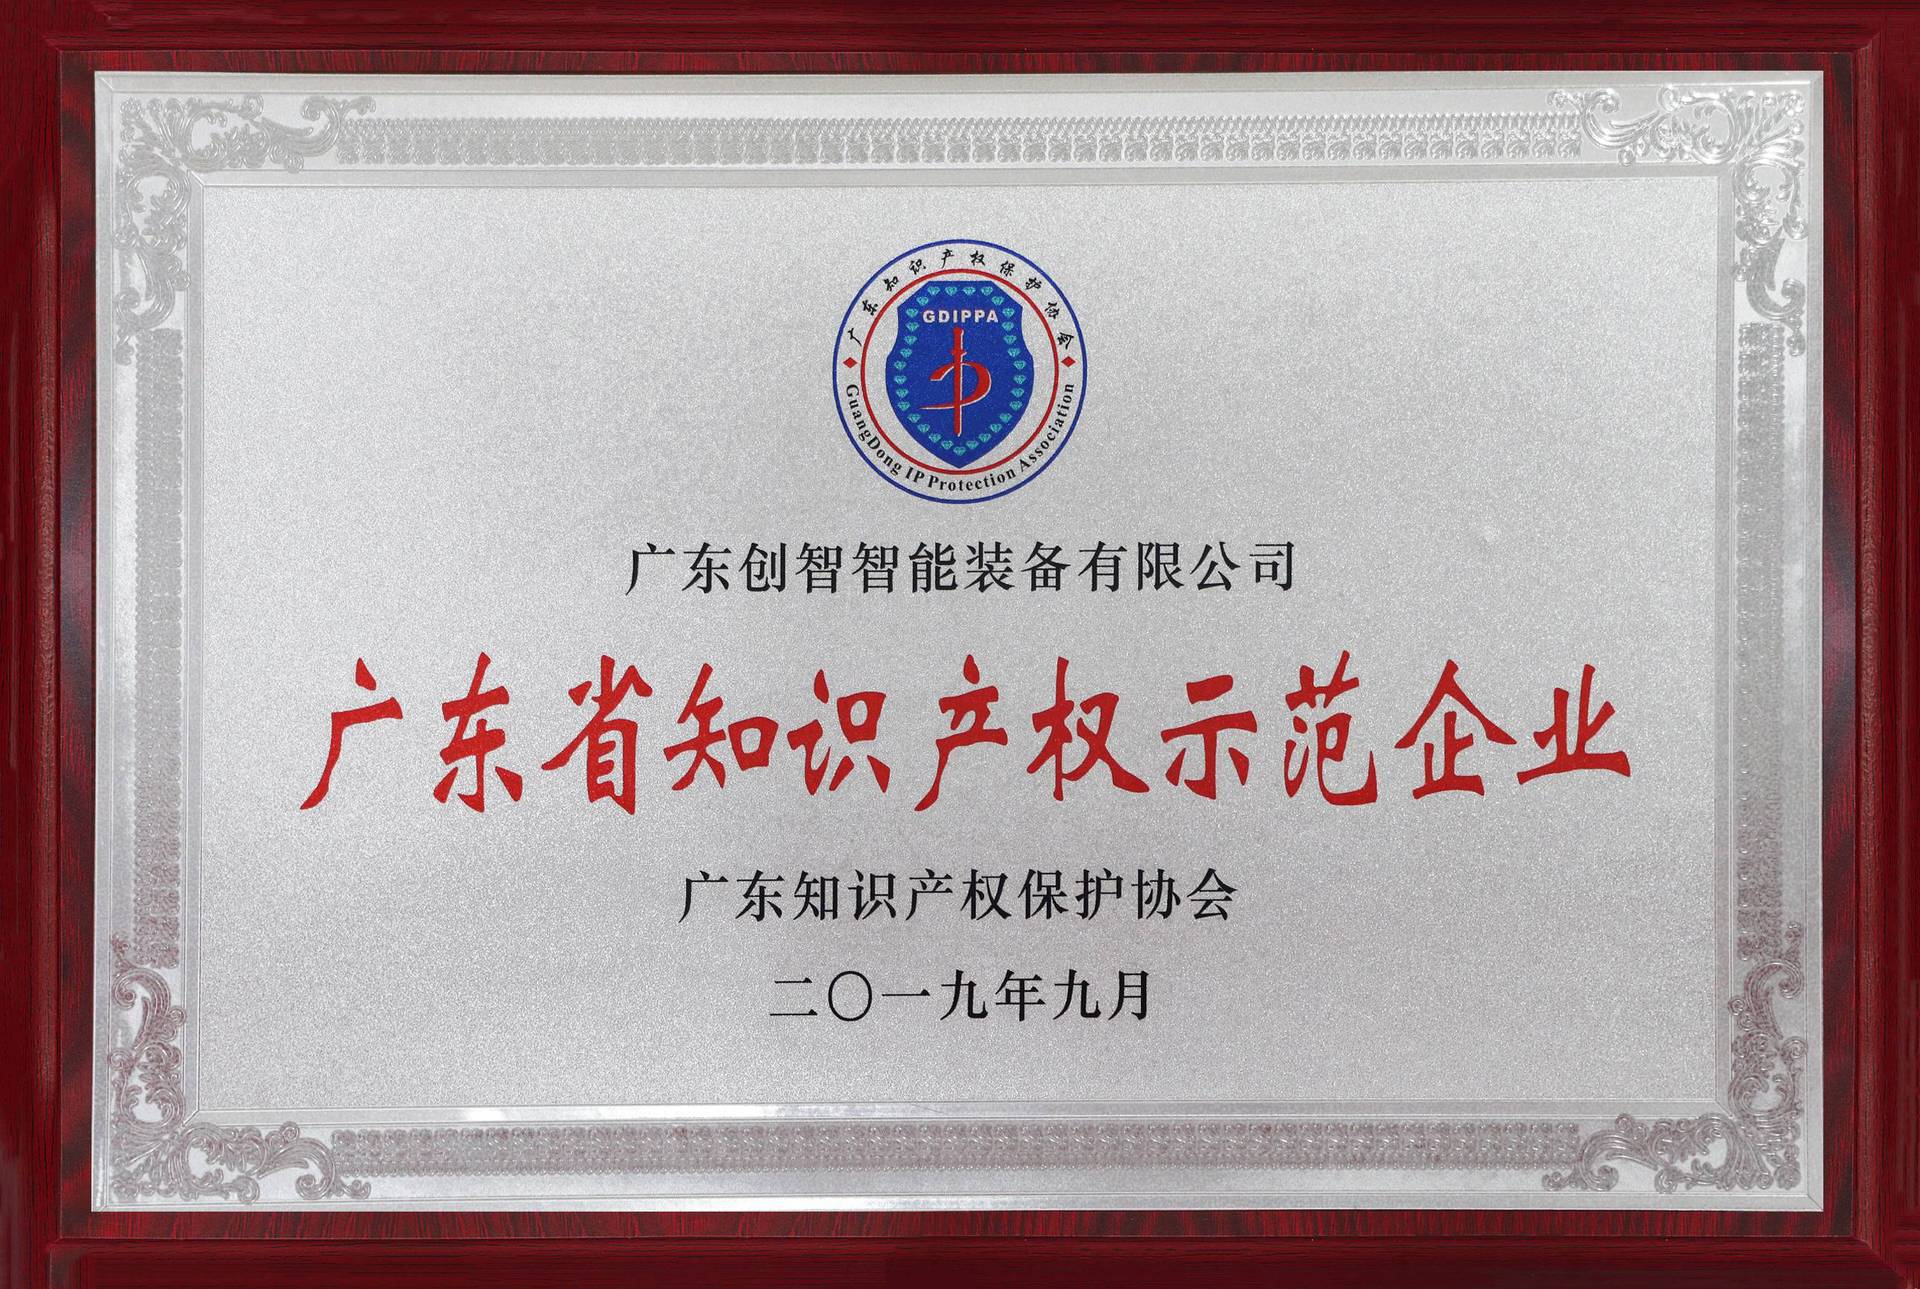 广东知识产权保护协会
GDIPPA
GuangDong IP Protection Association
广东创智智能装备有限公司
广东省知识产权示范企业
广东知识产权保护协会
二〇一九年九月